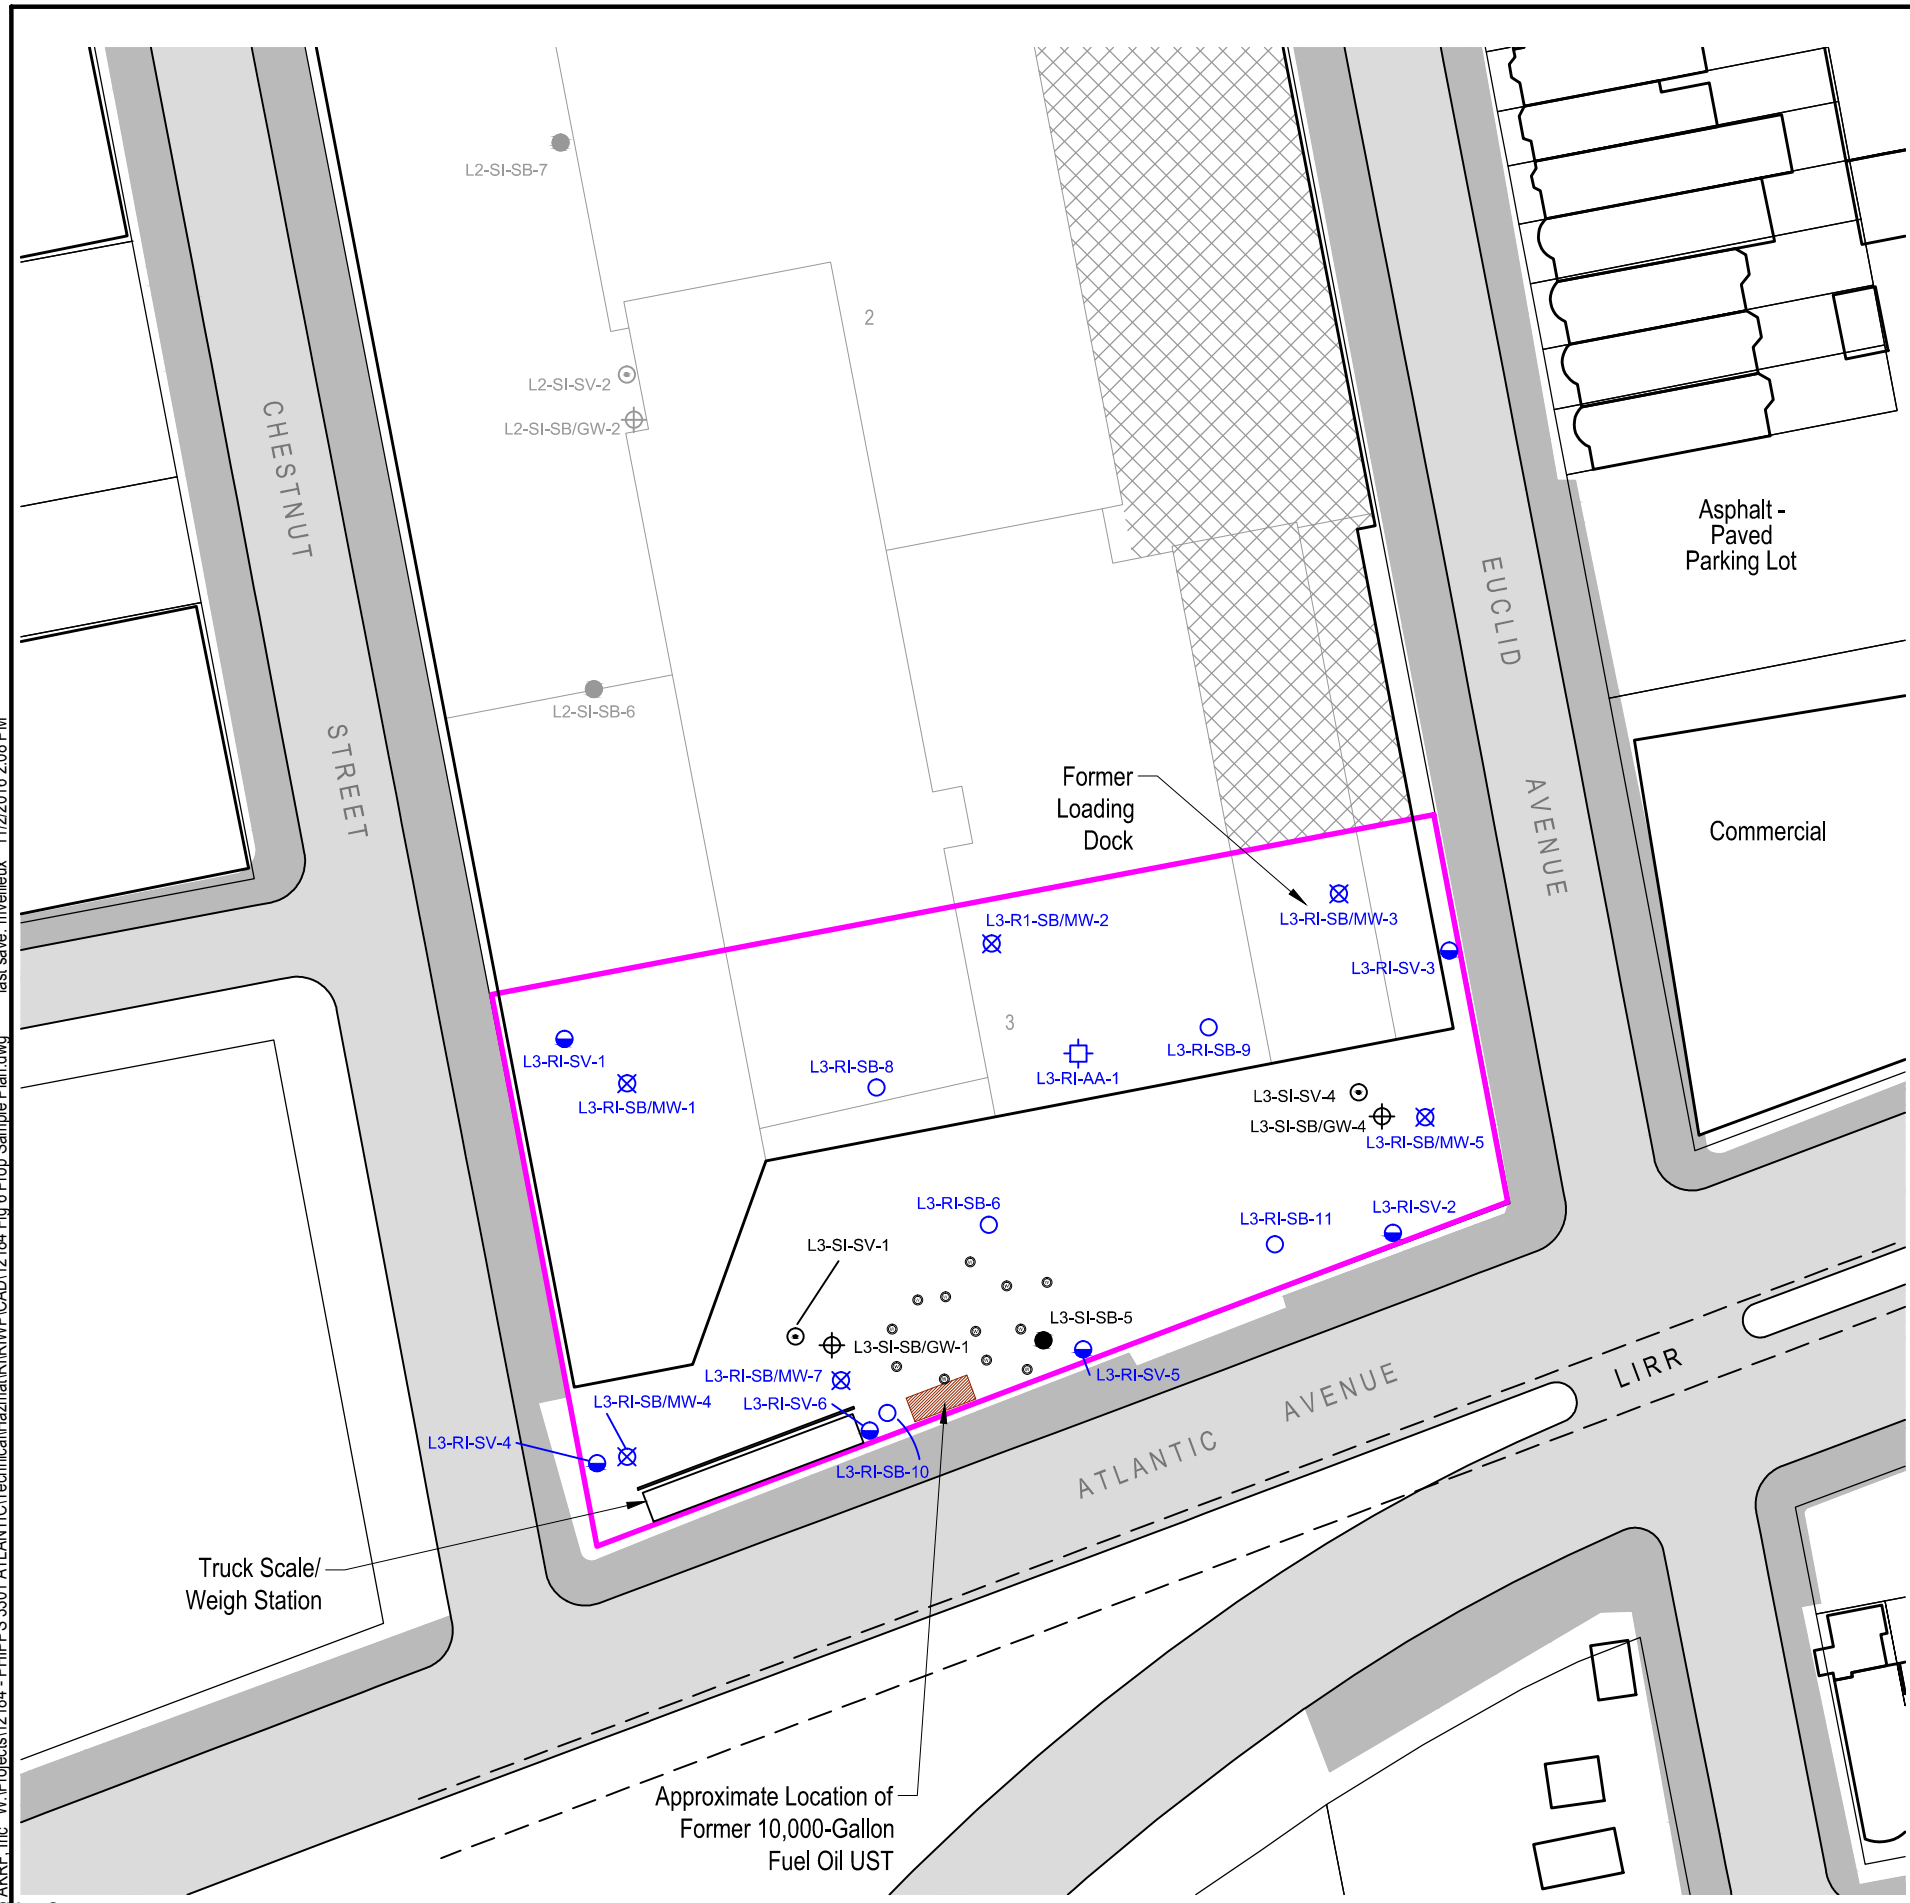 L2-SI-SB-7
2
L2-SI-SV-2
L2-SI-SB/GW-2
CHESTNUT
STREET
L2-SI-SB-6
EUCLID
AVENUE
Asphalt -
Paved
Parking Lot
Commercial
Former
Loading
Dock
L3-R1-SB/MW-2
L3-RI-SB/MW-3
L3-RI-SV-3
L3-RI-SV-1
L3-RI-SB/MW-1
L3-RI-SB-8
3
L3-RI-AA-1
L3-RI-SB-9
L3-SI-SV-4
L3-SI-SB/GW-4
L3-RI-SB/MW-5
L3-RI-SB-6
L3-RI-SB-11
L3-RI-SV-2
L3-SI-SV-1
L3-SI-SB-5
L3-SI-SB/GW-1
L3-RI-SB/MW-7
L3-RI-SV-5
L3-RI-SB/MW-4
L3-RI-SV-6
L3-RI-SV-4
L3-RI-SB-10
ATLANTIC
AVENUE
LIRR
Truck Scale/
Weigh Station
Approximate Location of
Former 10,000-Gallon
Fuel Oil UST